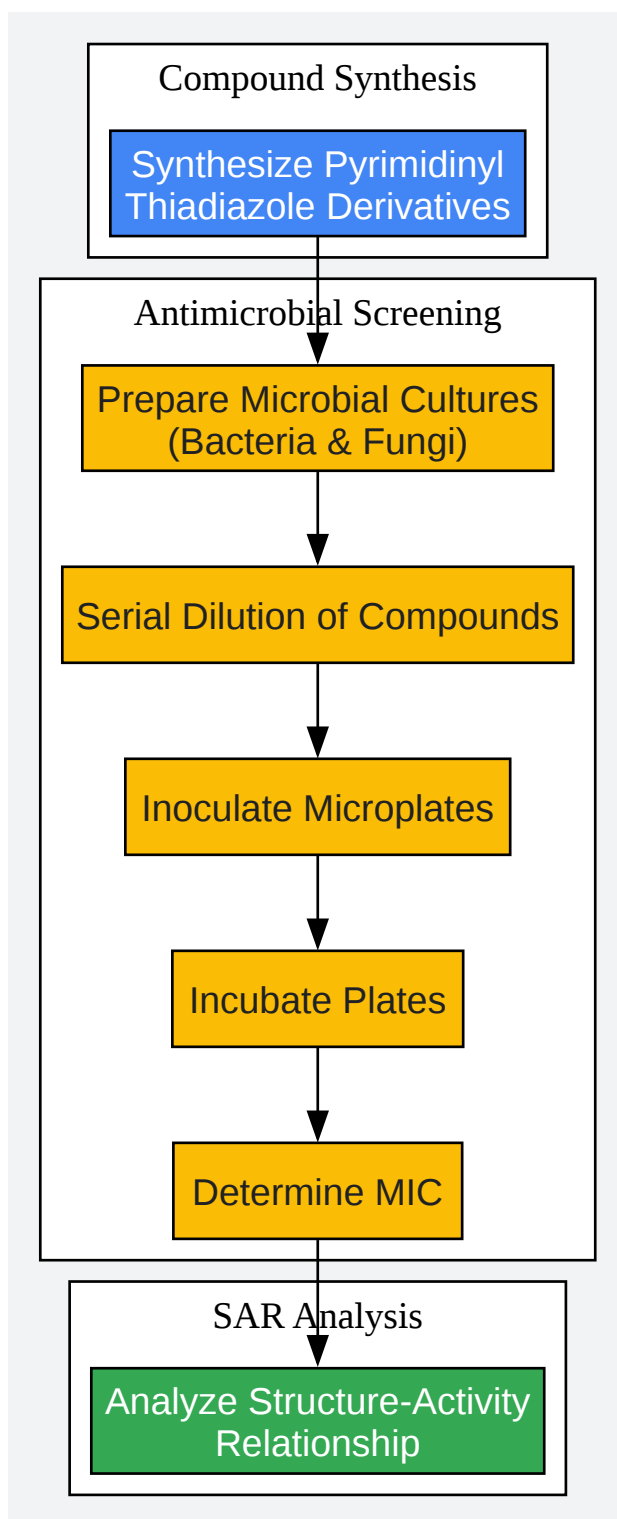 Compound Synthesis
Synthesize Pyrimidinyl
Thiadiazole Derivatives
Antimicrobial Screening
Prepare Microbial Cultures
(Bacteria & Fungi)
Serial Dilution of Compounds
Inoculate Microplates
Incubate Plates
Determine MIC
SAR Analysis
Analyze Structure-Activity
Relationship